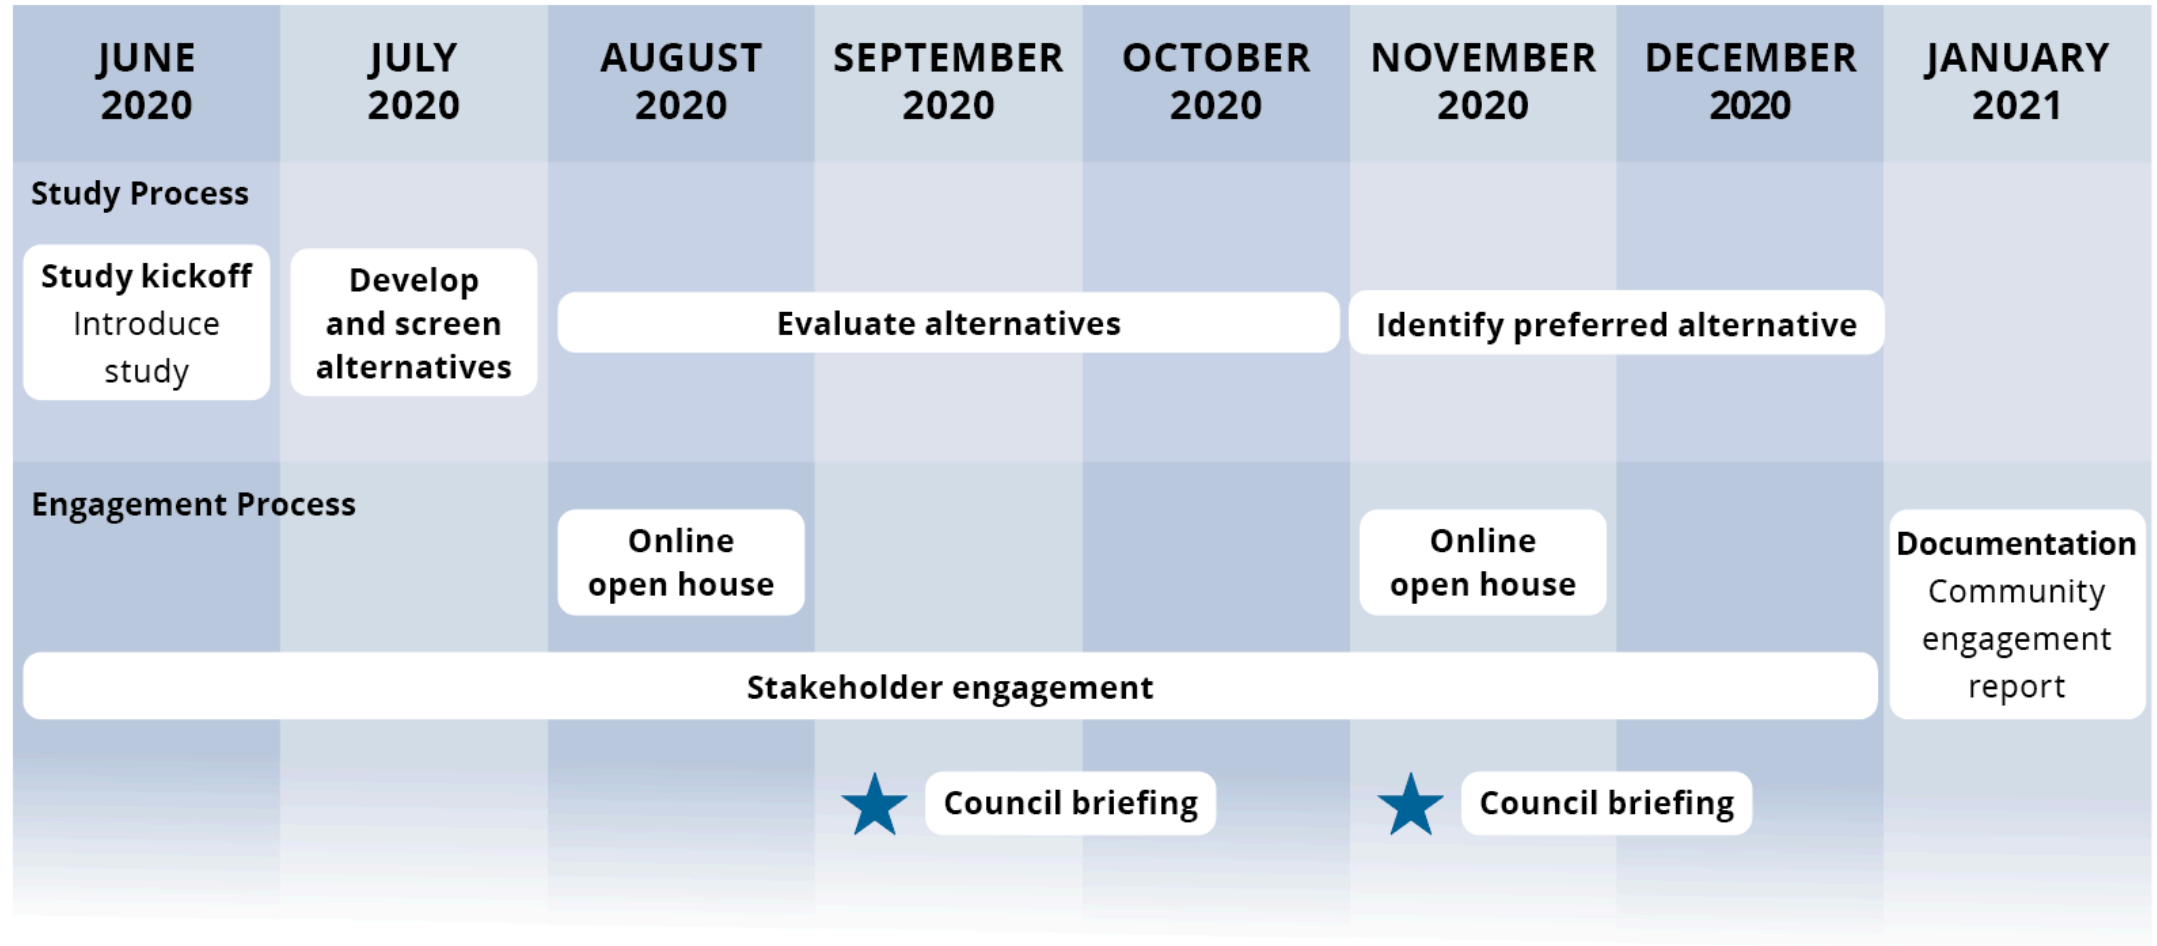 JUNE
2020
JULY
2020
AUGUST
2020
SEPTEMBER
2020
OCTOBER
2020
NOVEMBER
2020
DECEMBER
2020
JANUARY
2021
Study Process
Study kickoff
Introduce
study
Develop
and screen
alternatives
Evaluate alternatives
Identify preferred alternative
Engagement Process
Online
open house
Online
open house
Documentation
Community
engagement
report
Stakeholder engagement
Council briefing
Council briefing